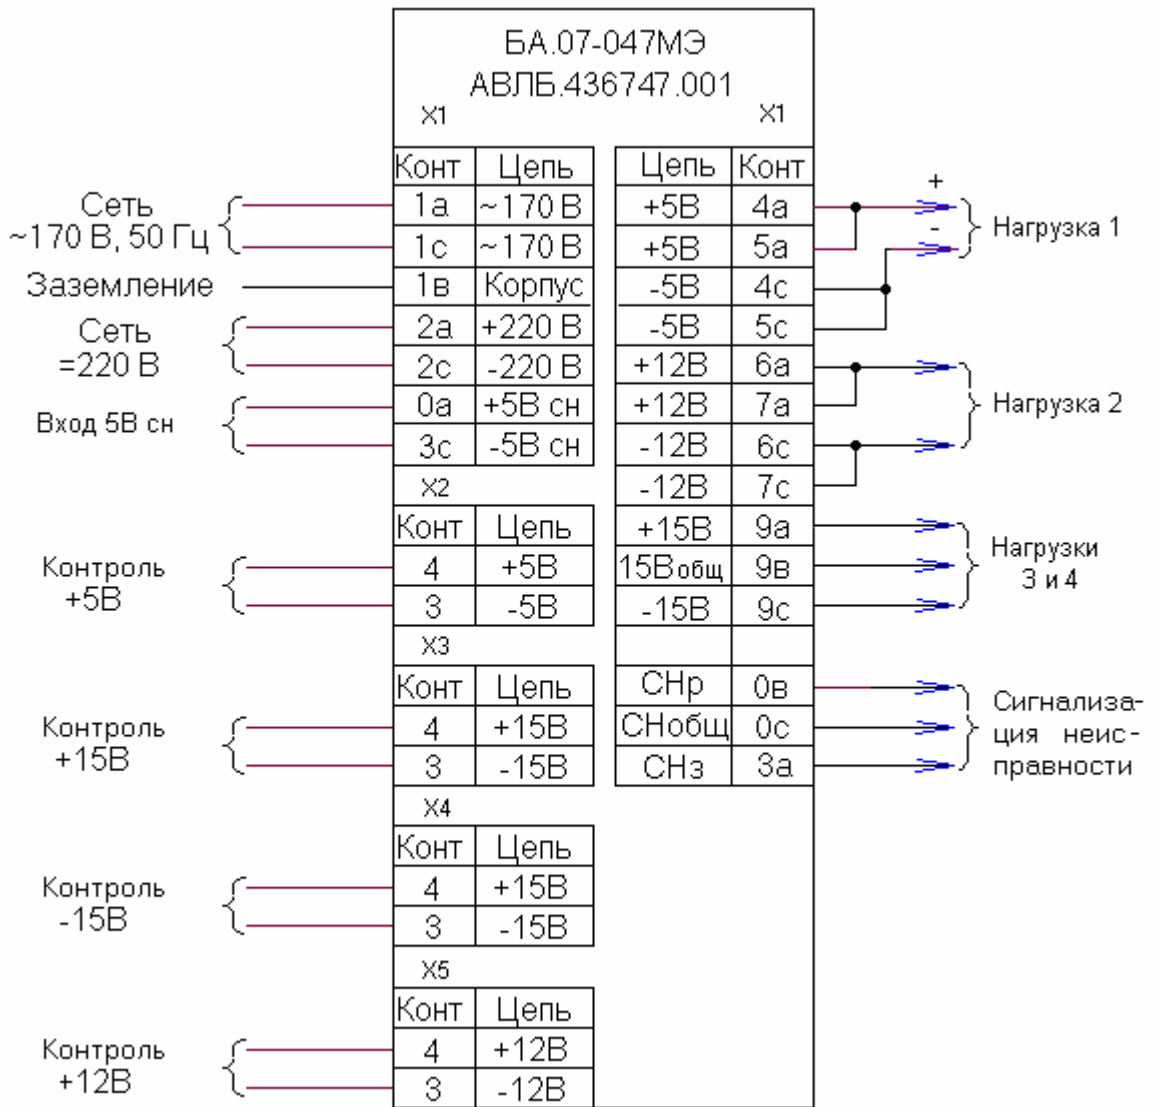 БА.07-047МЭ
АВЛБ.436747.001
X1
Конт Цепь
Сеть
~170 В, 50 Гц
1а ~170 В
1с ~170 В
Заземление
1в Корпус
Сеть
=220 В
2а +220 В
2с -220 В
Вход 5В сн
0а +5В сн
3с -5В сн
X2
Конт Цепь
Контроль
+5В
4 +5В
3 -5В
X3
Конт Цепь
Контроль
+15В
4 +15В
3 -15В
X4
Конт Цепь
Контроль
-15В
4 +15В
3 -15В
X5
Конт Цепь
Контроль
+12В
4 +12В
3 -12В
X1
Цепь Конт
+5В 4а
+5В 5а
-5В 4с
-5В 5с
+
-
Нагрузка 1
+12В 6а
+12В 7а
-12В 6с
-12В 7с
Нагрузка 2
+15В 9а
15Вобщ 9в
-15В 9с
Нагрузки
3 и 4
СНр 0в
СНобщ 0с
СНз 3а
Сигнализа-
ция неис-
правности